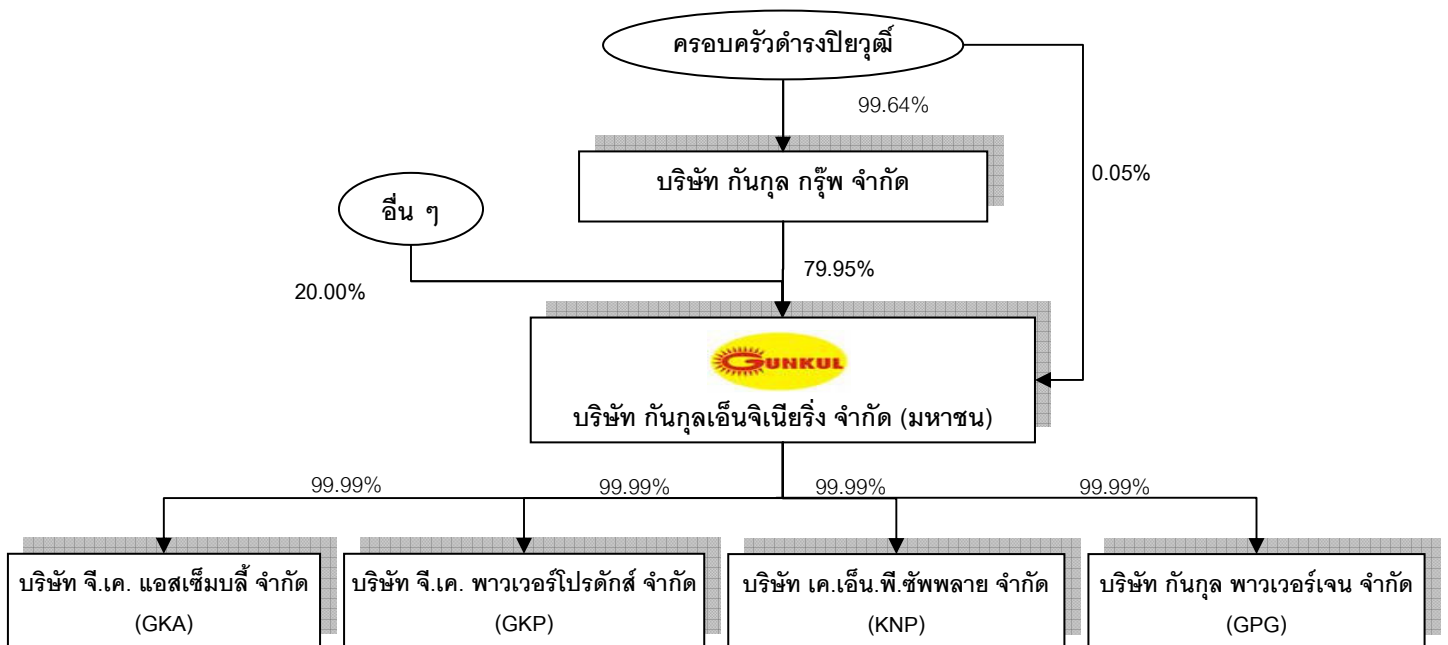 ครอบครัวดำรงปิยวุฒิ์
99.64%
บริษัท กันกุล กรุ๊พ จำกัด
0.05%
อื่น ๆ
79.95%
20.00%
GUNKUL
บริษัท กันกุลเอ็นจิเนียริ่ง จำกัด (มหาชน)
99.99% 99.99% 99.99% 99.99%
บริษัท จี.เค. แอสเซ็มบลี้ จำกัด
(GKA)
บริษัท จี.เค. พาวเวอร์โปรดักส์ จำกัด
(GKP)
บริษัท เค.เอ็น.พี.ซัพพลาย จำกัด
(KNP)
บริษัท กันกุล พาวเวอร์เจน จำกัด
(GPG)